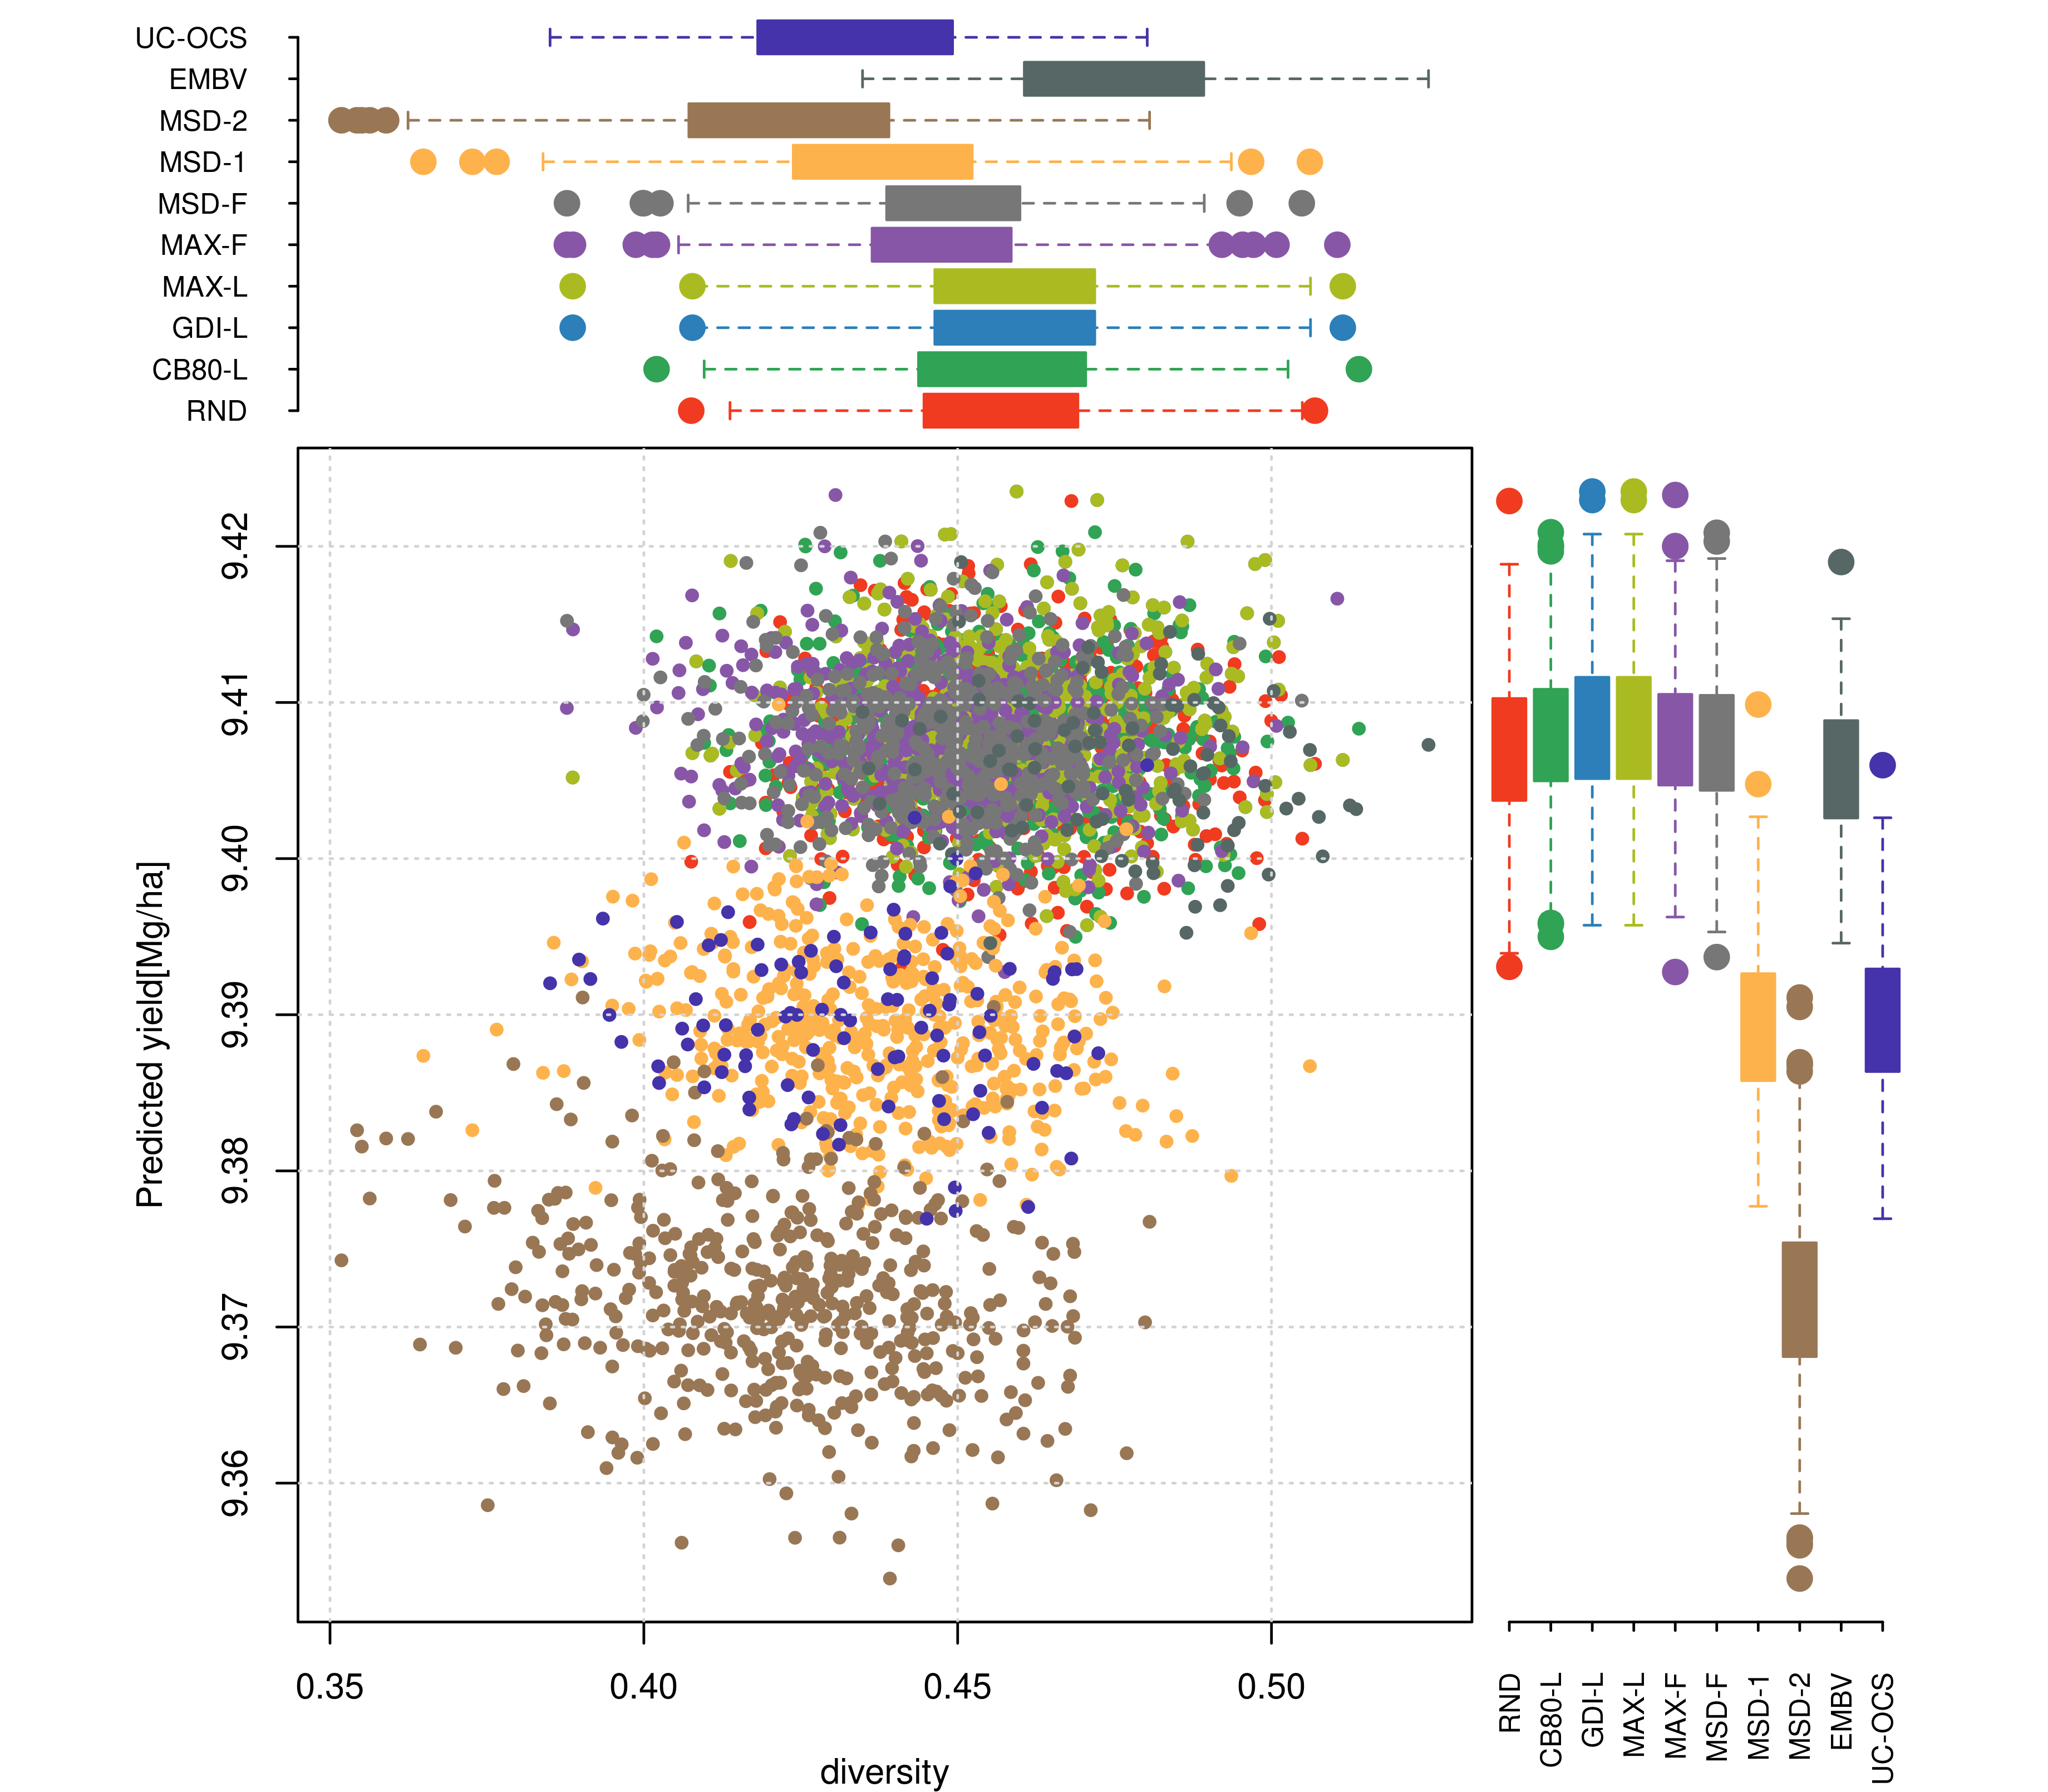 UC-OCS
EMBV
MSD-2
MSD-1
MSD-F
MAX-F
MAX-L
GDI-L
CB80-L
RND
Predicted yield[Mg/ha]
9.42
9.41
9.40
9.39
9.38
9.37
9.36
0.35 0.40 0.45 0.50
diversity
RND
CB80-L
GDI-L
MAX-L
MAX-F
MSD-F
MSD-1
MSD-2
EMBV
UC-OCS